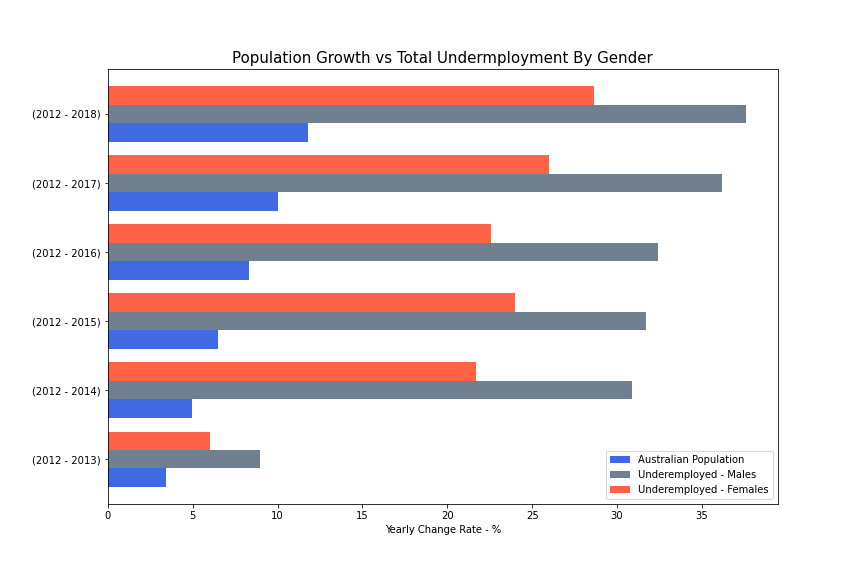 Population Growth vs Total Undermployment By Gender
(2012 - 2018)
(2012 - 2017)
(2012 - 2016)
(2012 - 2015)
(2012 - 2014)
(2012 - 2013)
Australian Population
Underemployed - Males
Underemployed - Females
0 5 10 15 20 25 30 35
Yearly Change Rate - %